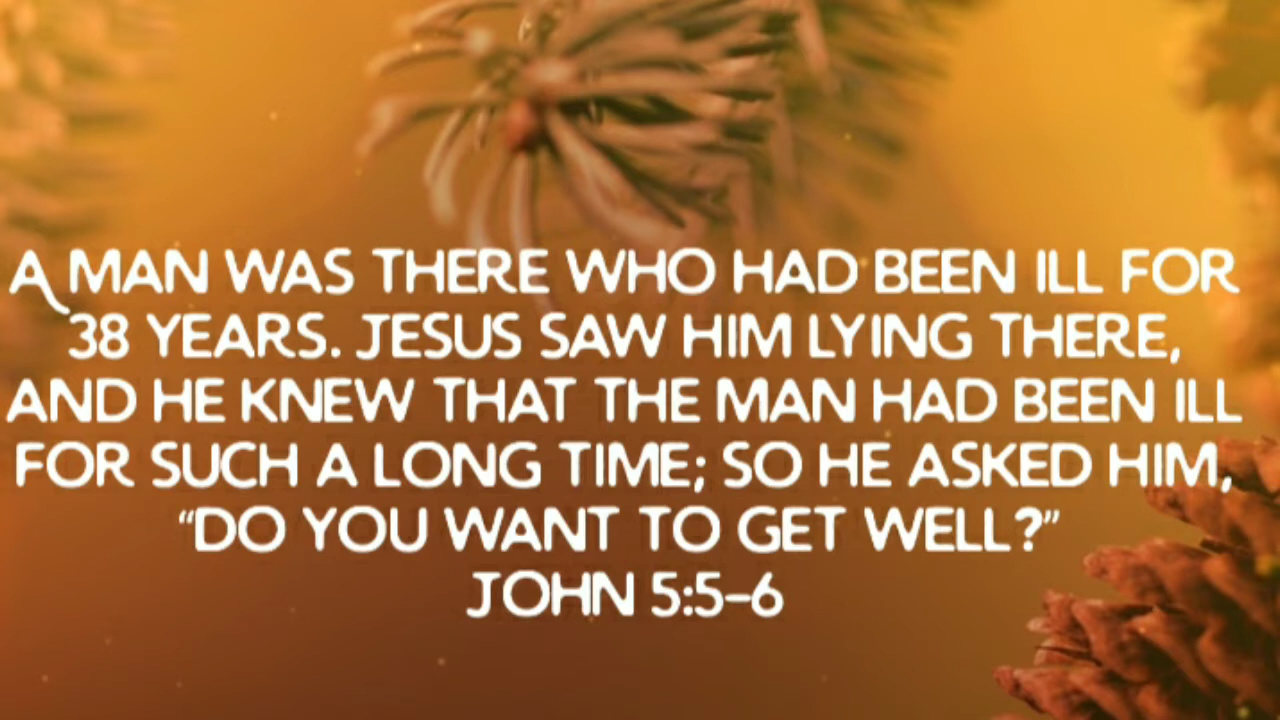 A MAN WAS THERE WHO HAD BEEN ILL FOR
38 YEARS. JESUS SAW HIM LYING THERE,
AND HE KNEW THAT THE MAN HAD BEEN ILL
FOR SUCH A LONG TIME; SO HE ASKED HIM,
“DO YOU WANT TO GET WELL?”
JOHN 5:5–6